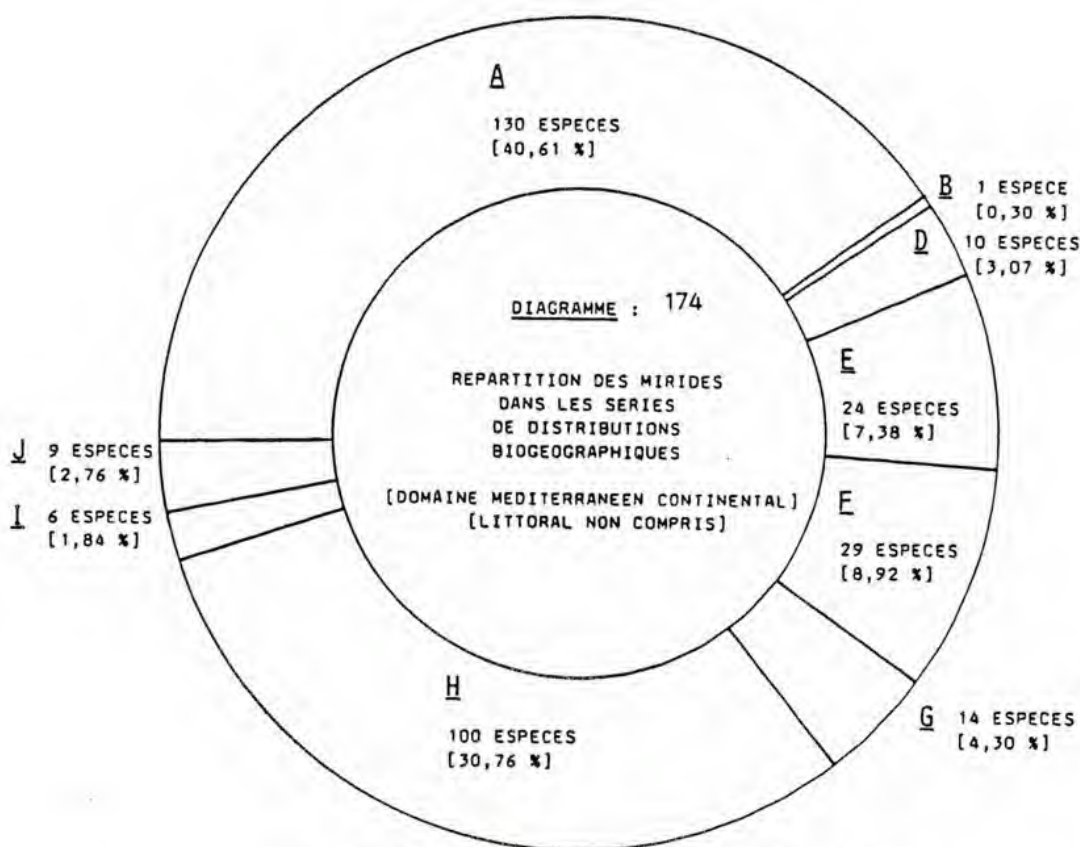 A
130 ESPECES
[40,61 %]
B 1 ESPECE
[0,30 %]
D 10 ESPECES
[3,07 %]
DIAGRAMME : 174
REPARTITION DES MIRIDES
DANS LES SERIES
DE DISTRIBUTIONS
BIOGEOGRAPHIQUES
[DOMAINE MEDITERRANEEN CONTINENTAL]
[LITTORAL NON COMPRIS]
E
24 ESPECES
[7,38 %]
F
29 ESPECES
[8,92 %]
J 9 ESPECES
[2,76 %]
I 6 ESPECES
[1,84 %]
H
100 ESPECES
[30,76 %]
G 14 ESPECES
[4,30 %]